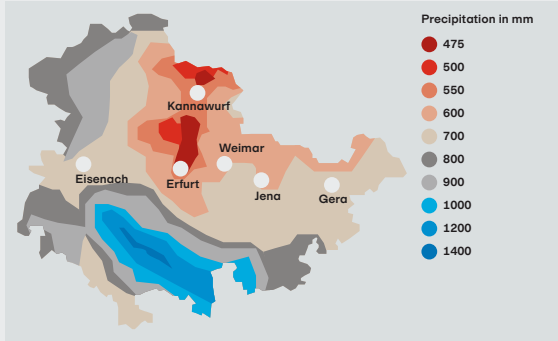 Precipitation in mm
475
500
550
600
700
800
900
1000
1200
1400
Kannawurf
Weimar
Eisenach
Erfurt
Jena
Gera